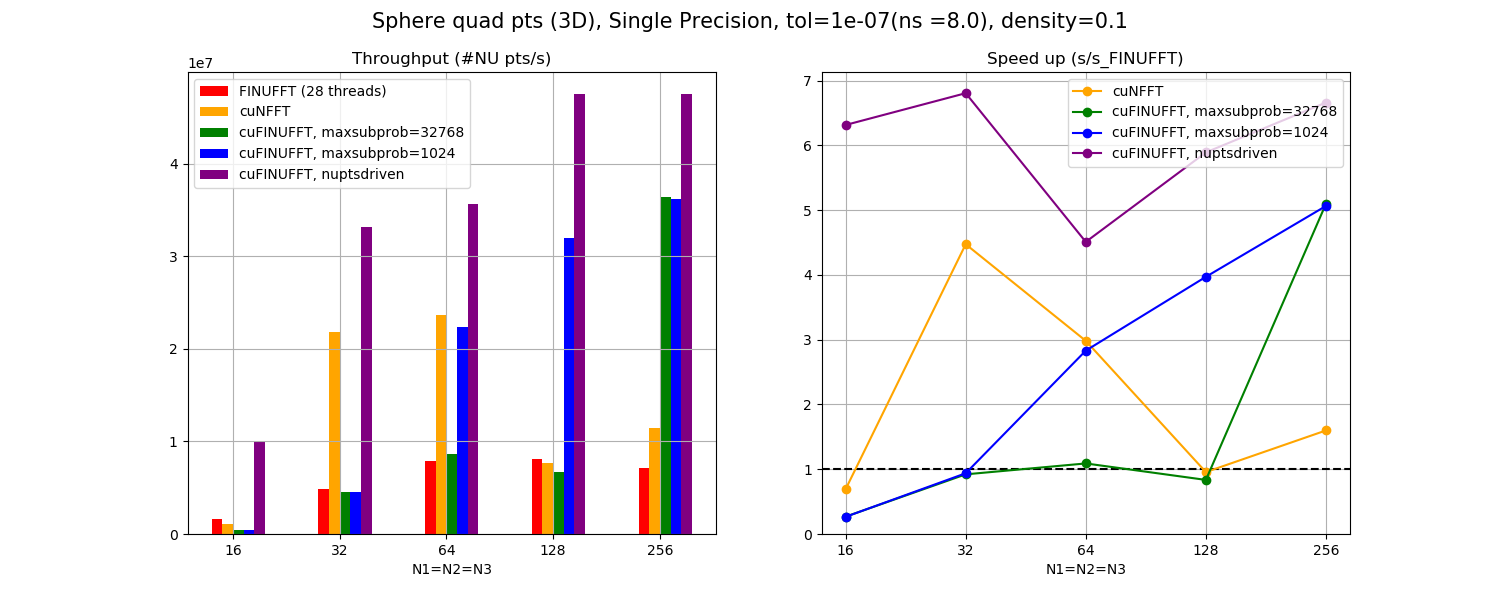 Sphere quad pts (3D), Single Precision, tol=1e-07(ns =8.0), density=0.1
Throughput (#NU pts/s)
1e7
FINUFFT (28 threads)
cuNFFT
cuFINUFFT, maxsubprob=32768
cuFINUFFT, maxsubprob=1024
cuFINUFFT, nuptsdriven
4
3
2
1
0
16 32 64 128 256
N1=N2=N3
Speed up (s/s_FINUFFT)
cuNFFT
cuFINUFFT, maxsubprob=32768
cuFINUFFT, maxsubprob=1024
cuFINUFFT, nuptsdriven
7
6
5
4
3
2
1
0
16 32 64 128 256
N1=N2=N3